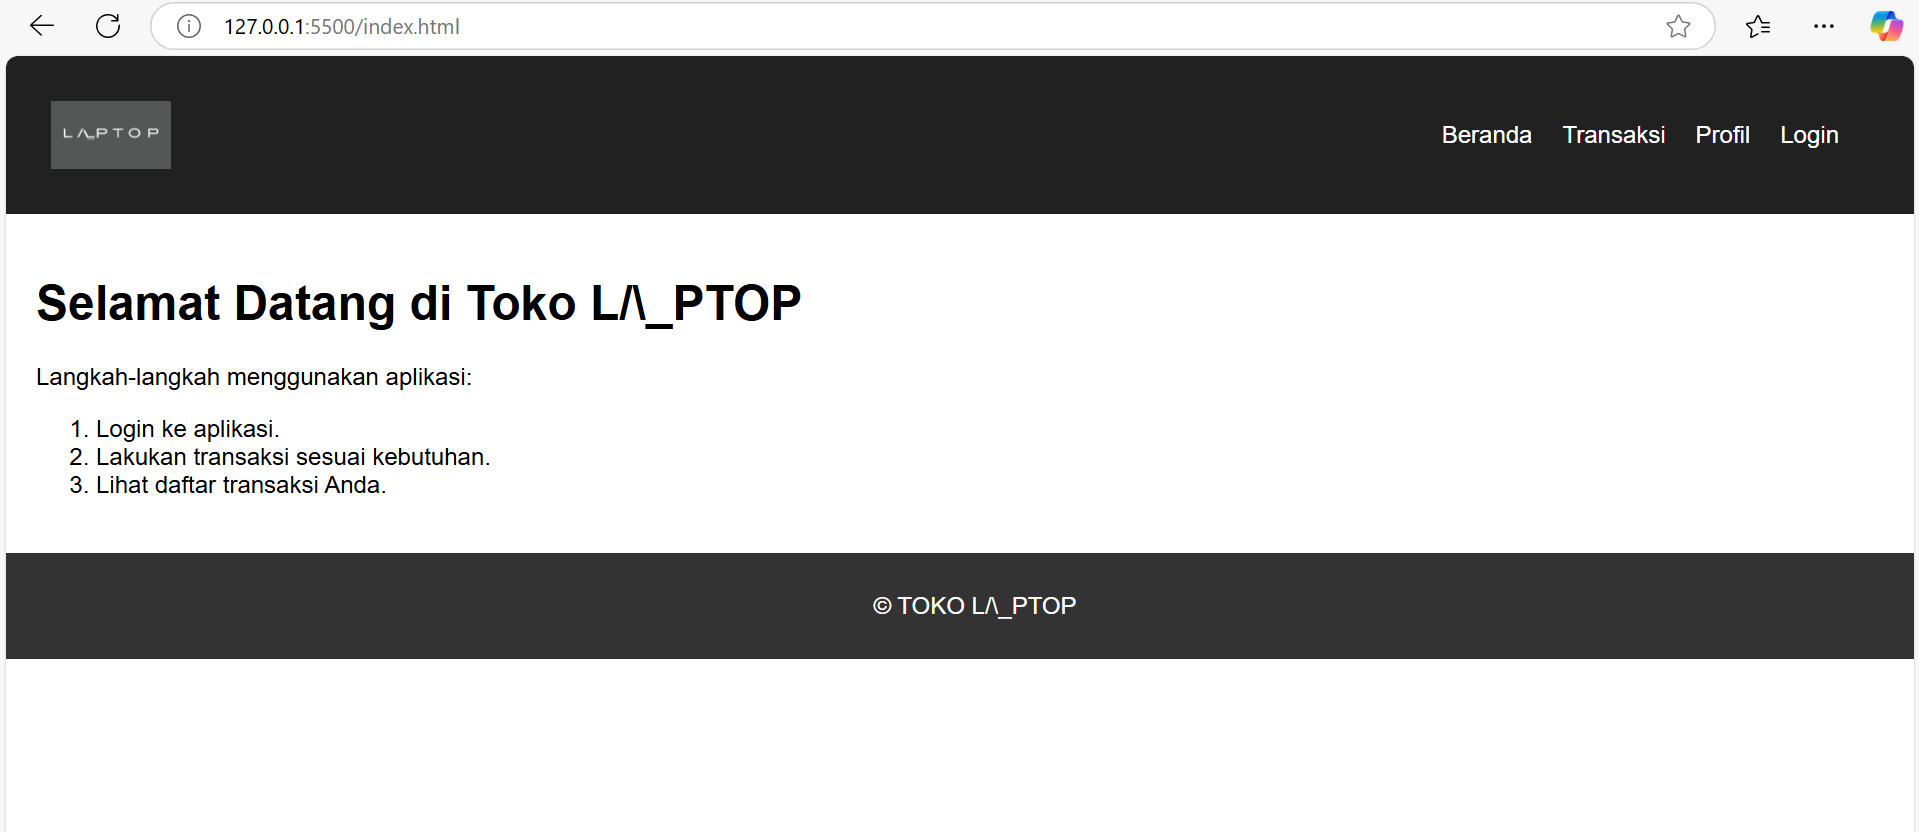 127.0.0.1:5500/index.html
L/\_PTOP
Beranda Transaksi Profil Login
Selamat Datang di Toko L/\_PTOP
Langkah-langkah menggunakan aplikasi:
1. Login ke aplikasi.
2. Lakukan transaksi sesuai kebutuhan.
3. Lihat daftar transaksi Anda.
© TOKO L/\_PTOP